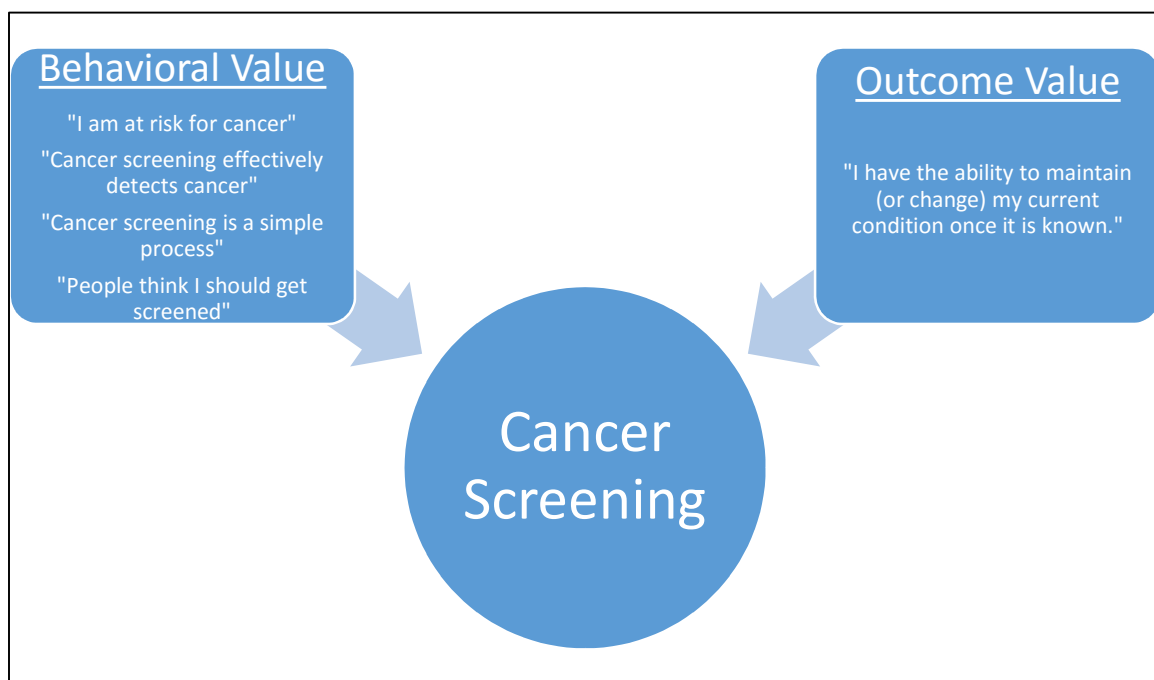 Behavioral Value
"I am at risk for cancer"
"Cancer screening effectively
detects cancer"
"Cancer screening is a simple
process"
"People think I should get
screened"
Outcome Value
"I have the ability to maintain
(or change) my current
condition once it is known."
Cancer
Screening